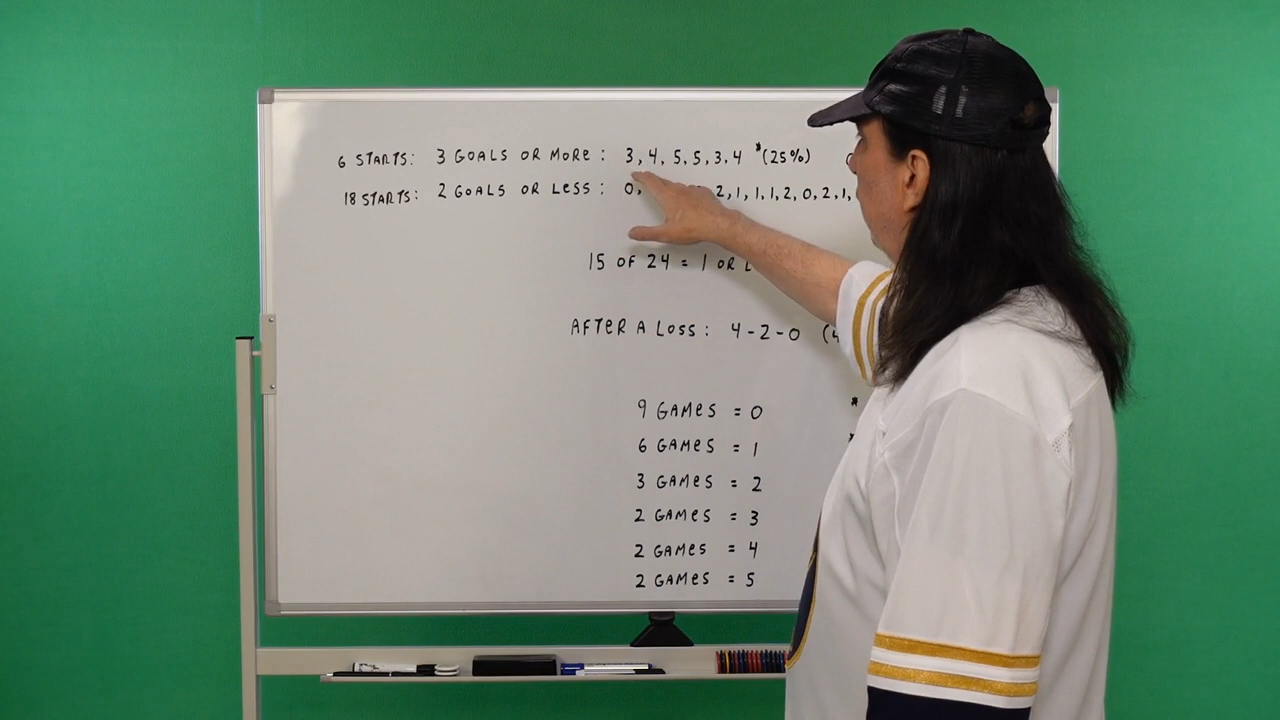 6 STARTS: 3 GOALS OR MORE: 3, 4, 5, 5, 3, 4 *(25%)
18 STARTS: 2 GOALS OR LESS: 0, 2, 1, 1, 1, 2, 0, 2, 1,
15 OF 24 = 1 OR
AFTER A LOSS: 4-2-0 (4
9 GAMES = 0 *
6 GAMES = 1 *
3 GAMES = 2
2 GAMES = 3
2 GAMES = 4
2 GAMES = 5